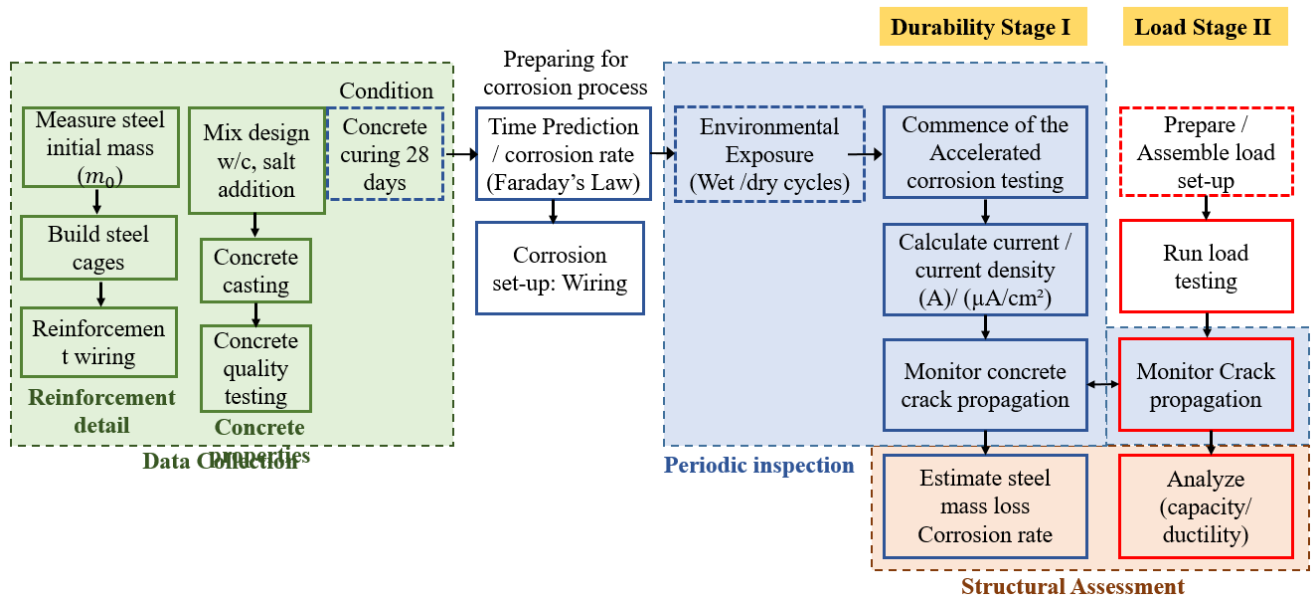 Durability Stage I
Load Stage II
Measure steel
initial mass
(m₀)
Build steel
cages
Reinforcemen
t wiring
Reinforcement
detail
Mix design
w/c, salt
addition
Concrete
casting
Concrete
quality
testing
Concrete
properties
Data Collection
Condition
Concrete
curing 28
days
Preparing for
corrosion process
Time Prediction
/ corrosion rate
(Faraday’s Law)
Corrosion
set-up: Wiring
Environmental
Exposure
(Wet /dry cycles)
Commence of the
Accelerated
corrosion testing
Calculate current /
current density
(A)/ (µA/cm²)
Monitor concrete
crack propagation
Periodic inspection
Estimate steel
mass loss
Corrosion rate
Prepare /
Assemble load
set-up
Run load
testing
Monitor Crack
propagation
Analyze
(capacity/
ductility)
Structural Assessment